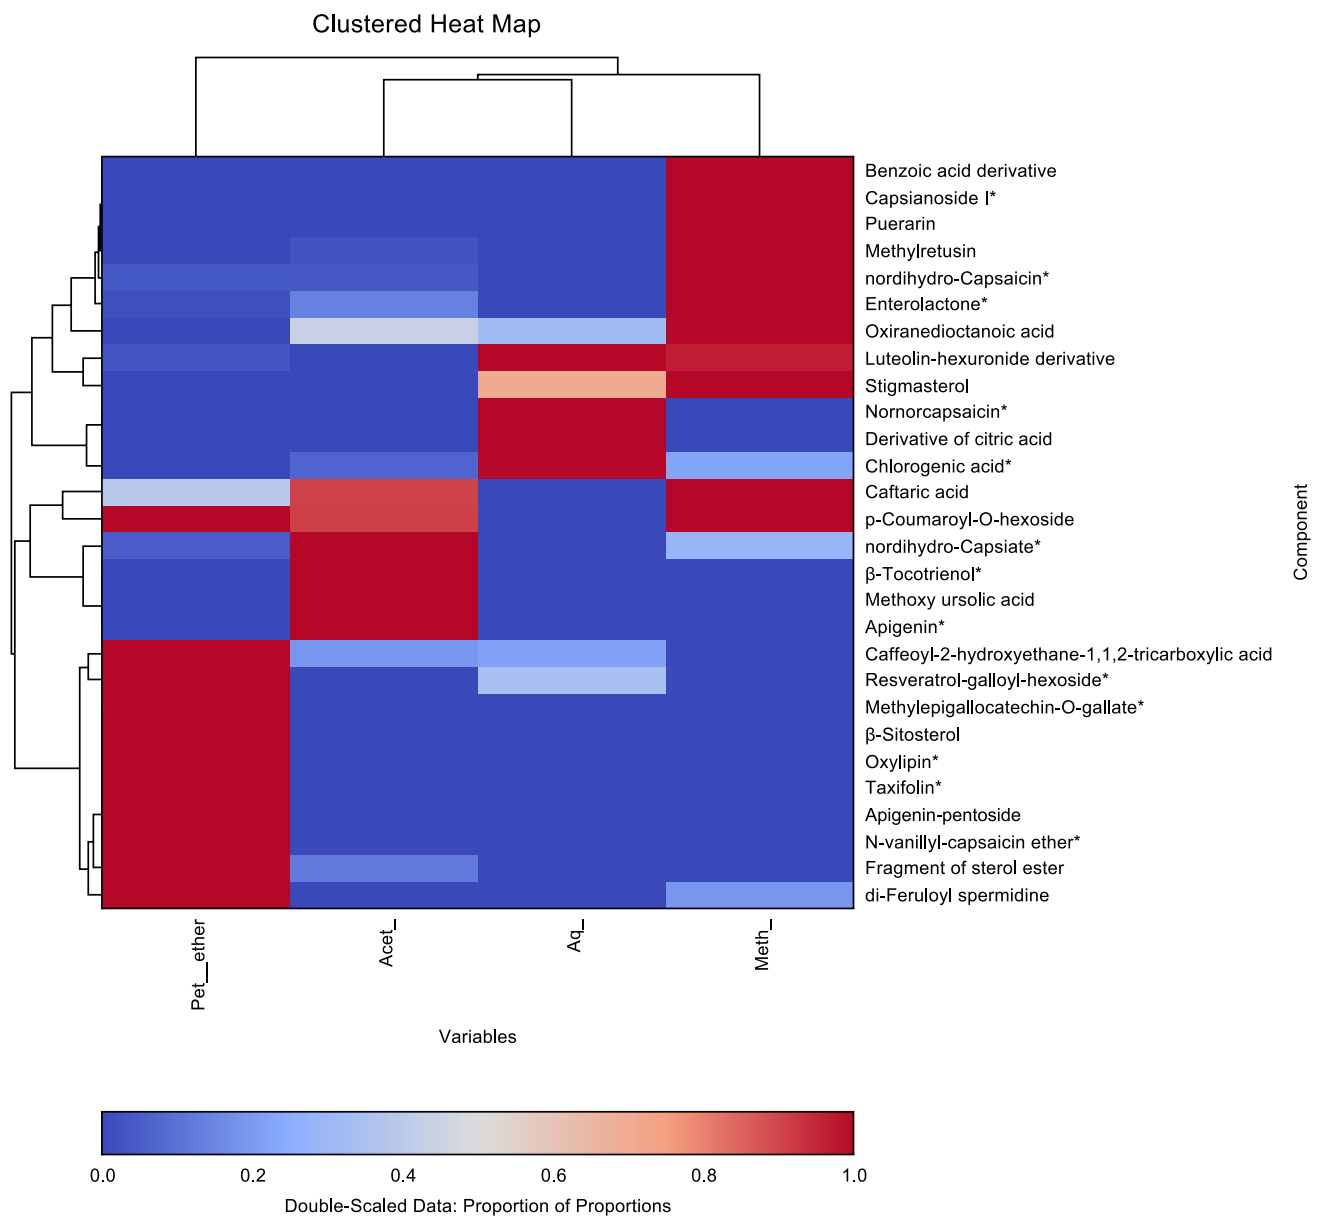 Clustered Heat Map
Benzoic acid derivative
Capsianoside I*
Puerarin
Methylretusin
nordihydro-Capsaicin*
Enterolactone*
Oxiranedioctanoic acid
Luteolin-hexuronide derivative
Stigmasterol
Nornorcapsaicin*
Derivative of citric acid
Chlorogenic acid*
Caftaric acid
p-Coumaroyl-O-hexoside
nordihydro-Capsiate*
β-Tocotrienol*
Methoxy ursolic acid
Apigenin*
Caffeoyl-2-hydroxyethane-1,1,2-tricarboxylic acid
Resveratrol-galloyl-hexoside*
Methylepigallocatechin-O-gallate*
β-Sitosterol
Oxylipin*
Taxifolin*
Apigenin-pentoside
N-vanillyl-capsaicin ether*
Fragment of sterol ester
di-Feruloyl spermidine
Component
Pet__ether
Acet_
Aq_
Meth_
Variables
0.0 0.2 0.4 0.6 0.8 1.0
Double-Scaled Data: Proportion of Proportions